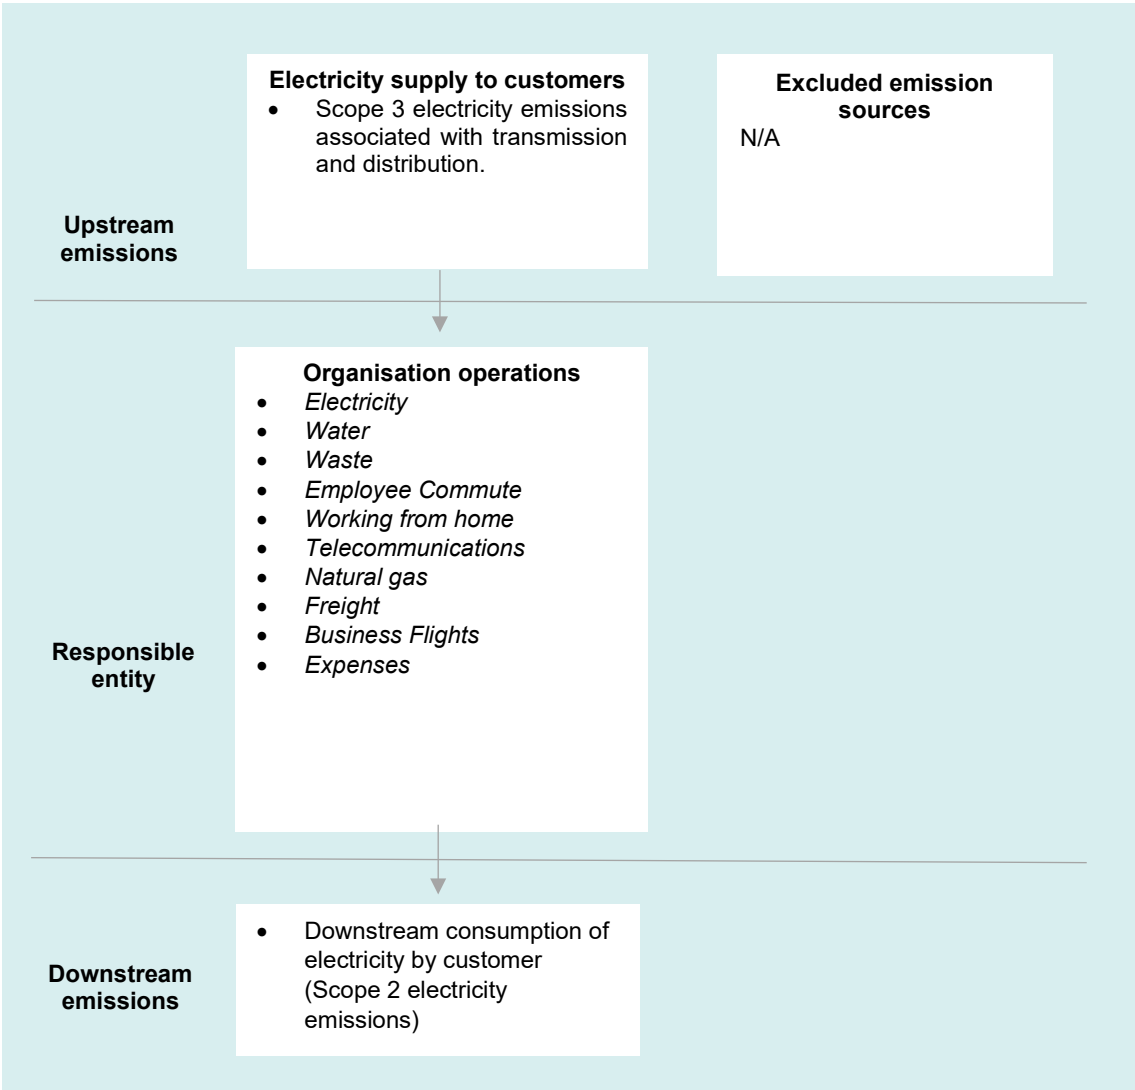 Electricity supply to customers
• Scope 3 electricity emissions
associated with transmission
and distribution.
Excluded emission
sources
N/A
Upstream
emissions
Organisation operations
• Electricity
• Water
• Waste
• Employee Commute
• Working from home
• Telecommunications
• Natural gas
• Freight
• Business Flights
• Expenses
Responsible
entity
• Downstream consumption of
electricity by customer
(Scope 2 electricity
emissions)
Downstream
emissions